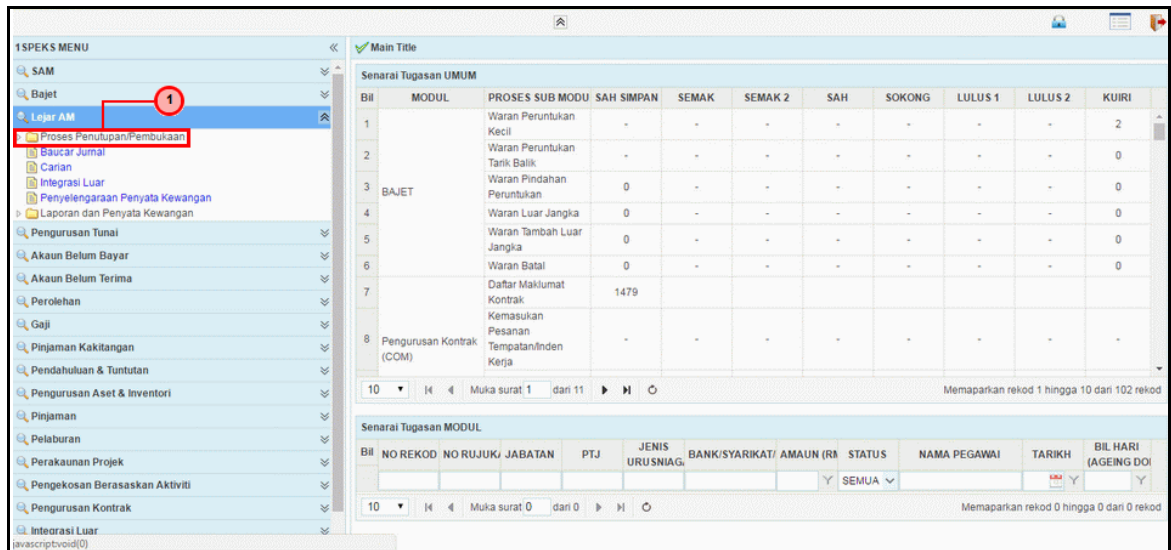 1SPEKS MENU
Main Title
SAM
Bajet
1
Lejar AM
Proses Penutupan/Pembukaan
Baucar Jurnal
Carian
Integrasi Luar
Penyelengaraan Penyata Kewangan
Laporan dan Penyata Kewangan
Pengurusan Tunai
Akaun Belum Bayar
Akaun Belum Terima
Perolehan
Gaji
Pinjaman Kakitangan
Pendahuluan & Tuntutan
Pengurusan Aset & Inventori
Pinjaman
Pelaburan
Perakaunan Projek
Pengekosan Berasaskan Aktiviti
Pengurusan Kontrak
Integrasi Luar
javascript:void(0)
Senarai Tugasan UMUM
Bil MODUL PROSES SUB MODU SAH SIMPAN SEMAK SEMAK 2 SAH SOKONG LULUS 1 LULUS 2 KUIRI
1 Waran Peruntukan Kecil - - - - - - - 2
2 Waran Peruntukan Tarik Balik - - - - - - - 0
3 BAJET Waran Pindahan Peruntukan 0 - - - - - - 0
4 Waran Luar Jangka 0 - - - - - - 0
5 Waran Tambah Luar Jangka 0 - - - - - - 0
6 Waran Batal 0 - - - - - - 0
7 Daftar Maklumat Kontrak 1479
8 Pengurusan Kontrak (COM) Kemasukan Pesanan Tempatan/Inden Kerja - - - - - - - -
10 Muka surat 1 dari 11 Memaparkan rekod 1 hingga 10 dari 102 rekod
Senarai Tugasan MODUL
Bil NO REKOD NO RUJUK JABATAN PTJ JENIS URUSNIAG BANK/SYARIKAT/ AMAUN (RM STATUS NAMA PEGAWAI TARIKH BIL HARI (AGEING DO
SEMUA
10 Muka surat 0 dari 0 Memaparkan rekod 0 hingga 0 dari 0 rekod